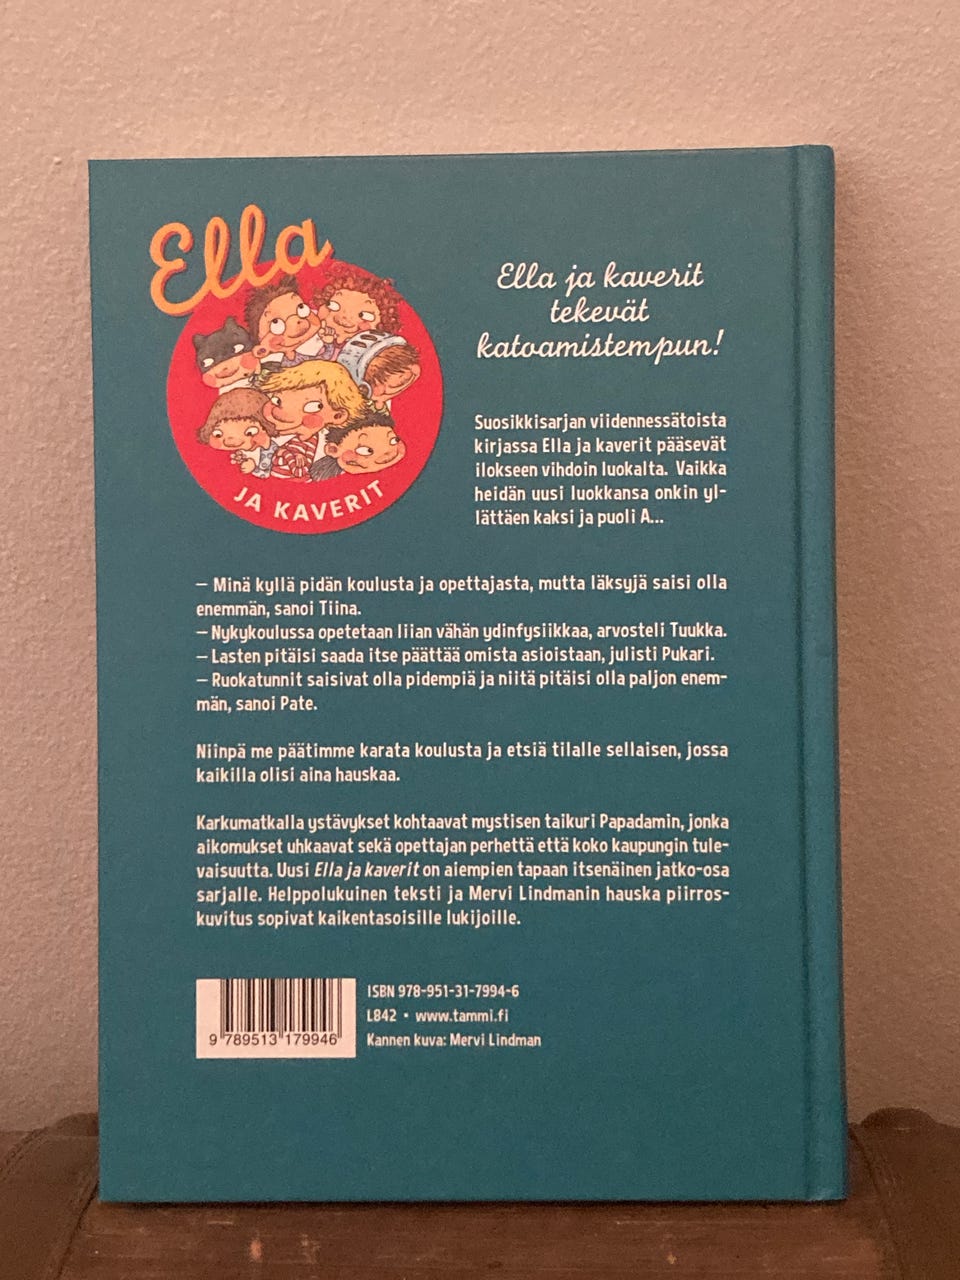 Ella
JA KAVERIT
Ella ja kaverit
tekevät
katoamistempun!
Suosikkisarjan viidennessätoista
kirjassa Ella ja kaverit pääsevät
ilokseen vihdoin luokalta. Vaikka
heidän uusi luokkansa onkin yl-
lättäen kaksi ja puoli A...
– Minä kyllä pidän koulusta ja opettajasta, mutta läksyjä saisi olla
enemmän, sanoi Tiina.
– Nykykoulussa opetetaan liian vähän ydinfysiikkaa, arvosteli Tuukka.
– Lasten pitäisi saada itse päättää omista asioistaan, julisti Pukari.
– Ruokatunnit saisivat olla pidempiä ja niitä pitäisi olla paljon enem-
män, sanoi Pate.
Niinpä me päätimme karata koulusta ja etsiä tilalle sellaisen, jossa
kaikilla olisi aina hauskaa.
Karkumatkalla ystävykset kohtaavat mystisen taikuri Papadamin, jonka
aikomukset uhkaavat sekä opettajan perhettä että koko kaupungin tule-
vaisuutta. Uusi Ella ja kaverit on aiempien tapaan itsenäinen jatko-osa
sarjalle. Helppolukuinen teksti ja Mervi Lindmanin hauska piirros-
kuvitus sopivat kaikentasoisille lukijoille.
ISBN 978-951-31-7994-6
L842 • www.tammi.fi
Kannen kuva: Mervi Lindman
9 789513 179946